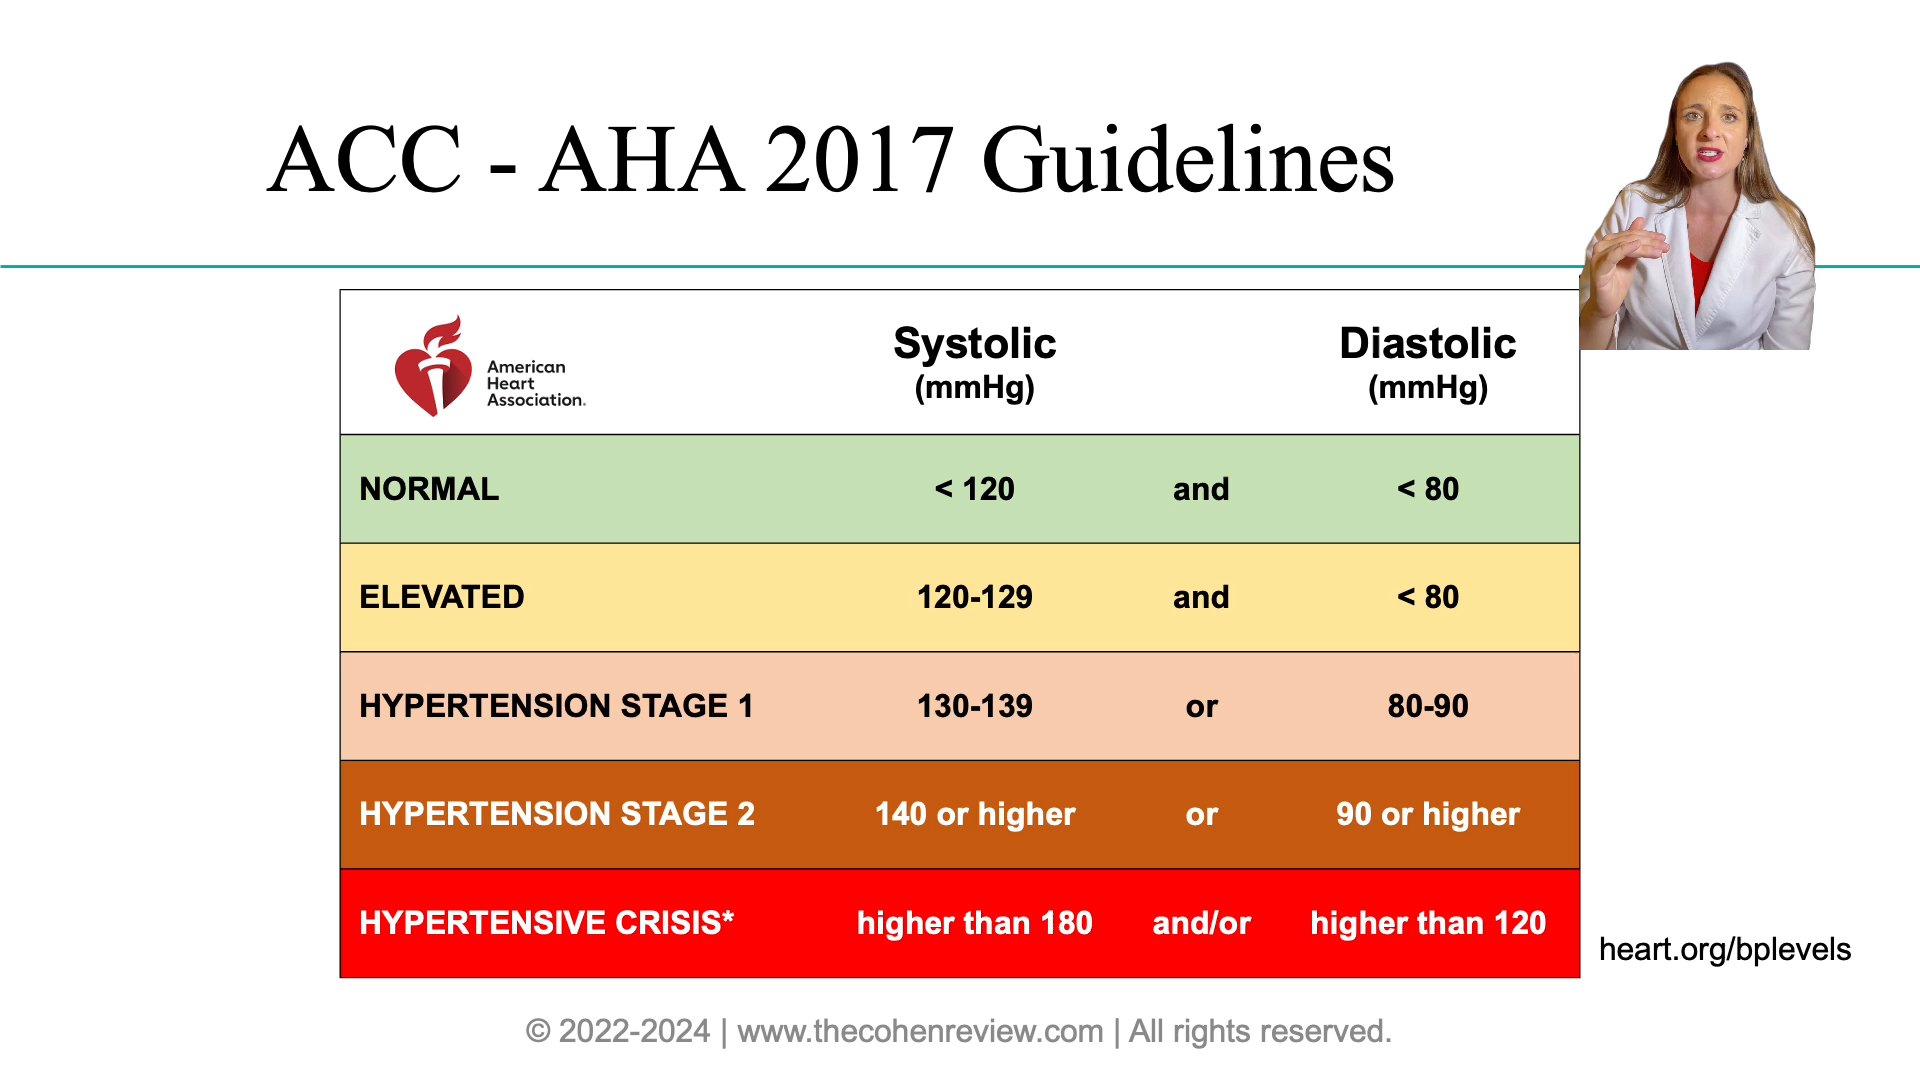 ACC - AHA 2017 Guidelines
American
Heart
Association.
Systolic
(mmHg)
Diastolic
(mmHg)
NORMAL < 120 and < 80
ELEVATED 120-129 and < 80
HYPERTENSION STAGE 1 130-139 or 80-90
HYPERTENSION STAGE 2 140 or higher or 90 or higher
HYPERTENSIVE CRISIS* higher than 180 and/or higher than 120
heart.org/bplevels
© 2022-2024 | www.thecohenreview.com | All rights reserved.